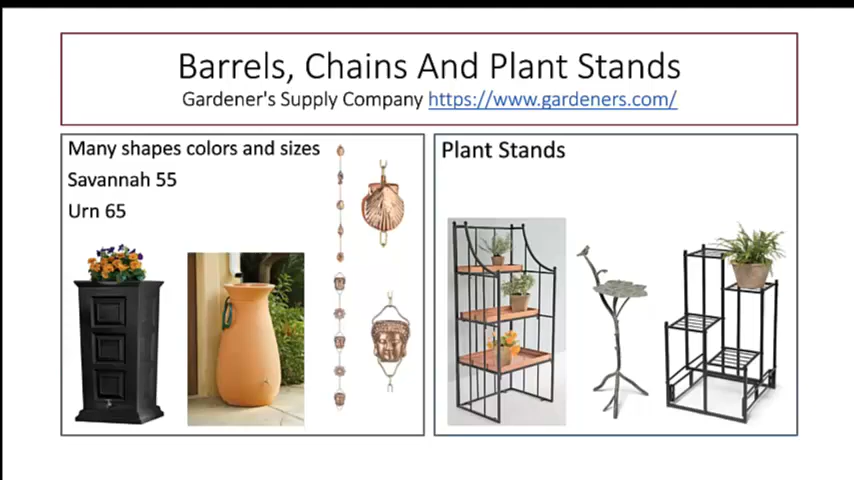 Barrels, Chains And Plant Stands
Gardener's Supply Company https://www.gardeners.com/
Many shapes colors and sizes
Savannah 55
Urn 65
Plant Stands